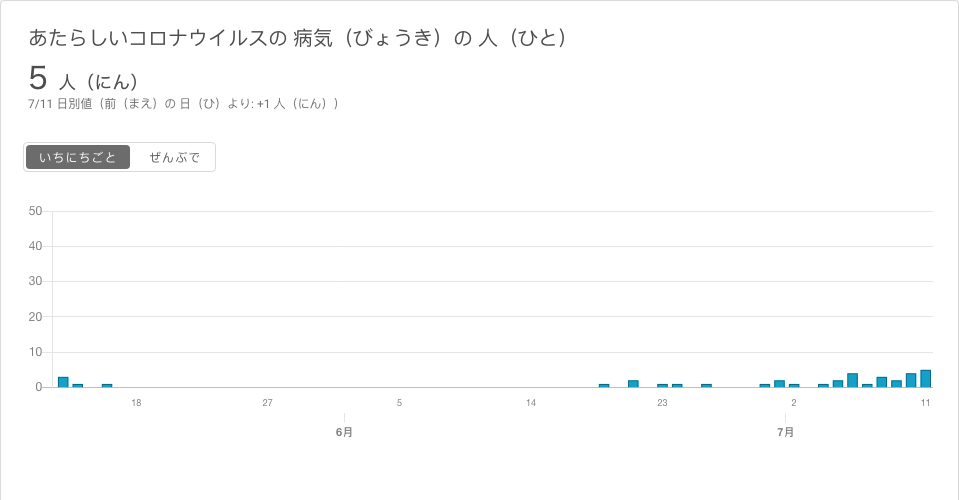 あたらしいコロナウイルスの 病気（びょうき）の 人（ひと）
5 人（にん）
7/11 日別値（前（まえ）の 日（ひ）より: +1 人（にん））
いちにちごと ぜんぶで
50
40
30
20
10
0
18 27 5 14 23 2 11
6月 7月